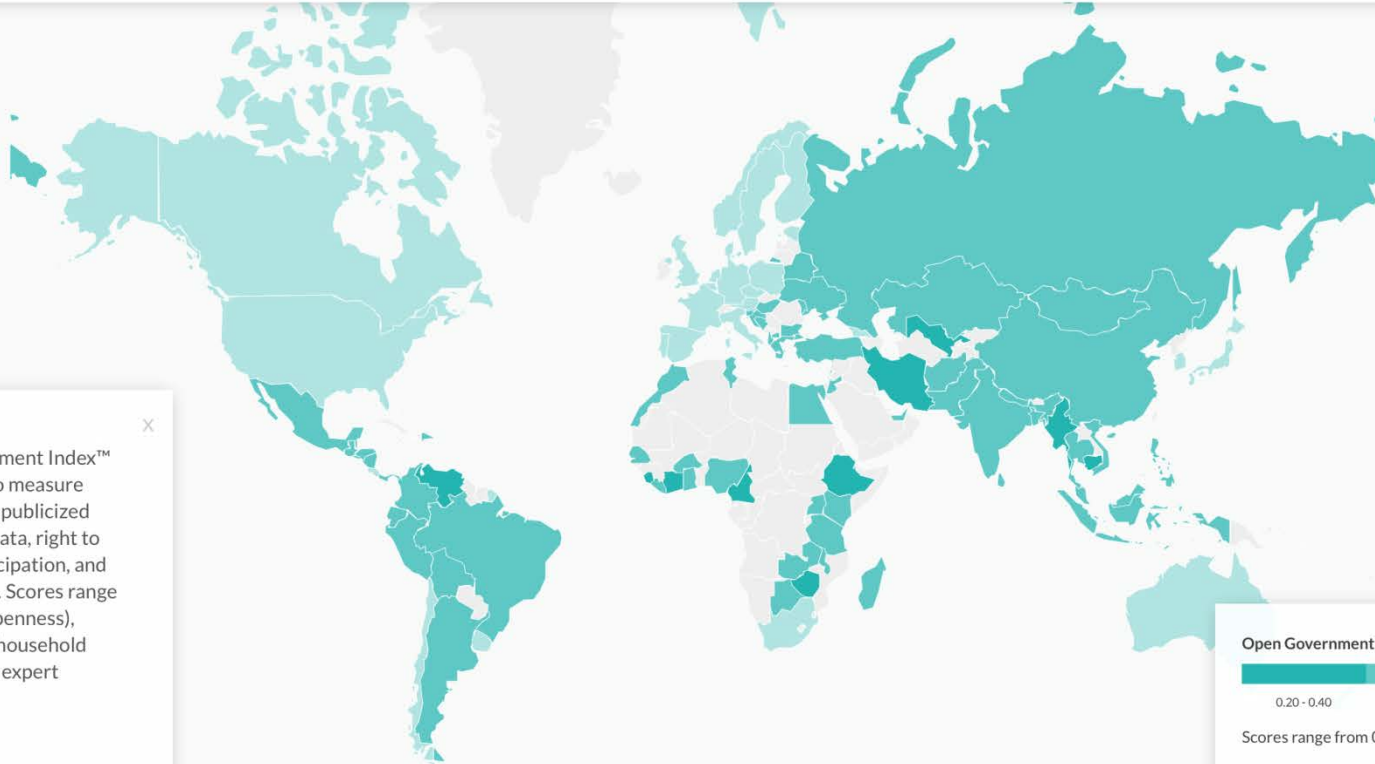 X
ment Index™
o measure
publicized
ata, right to
cipation, and
. Scores range
penness),
household
expert
Open Government
0.20 - 0.40
Scores range from 0